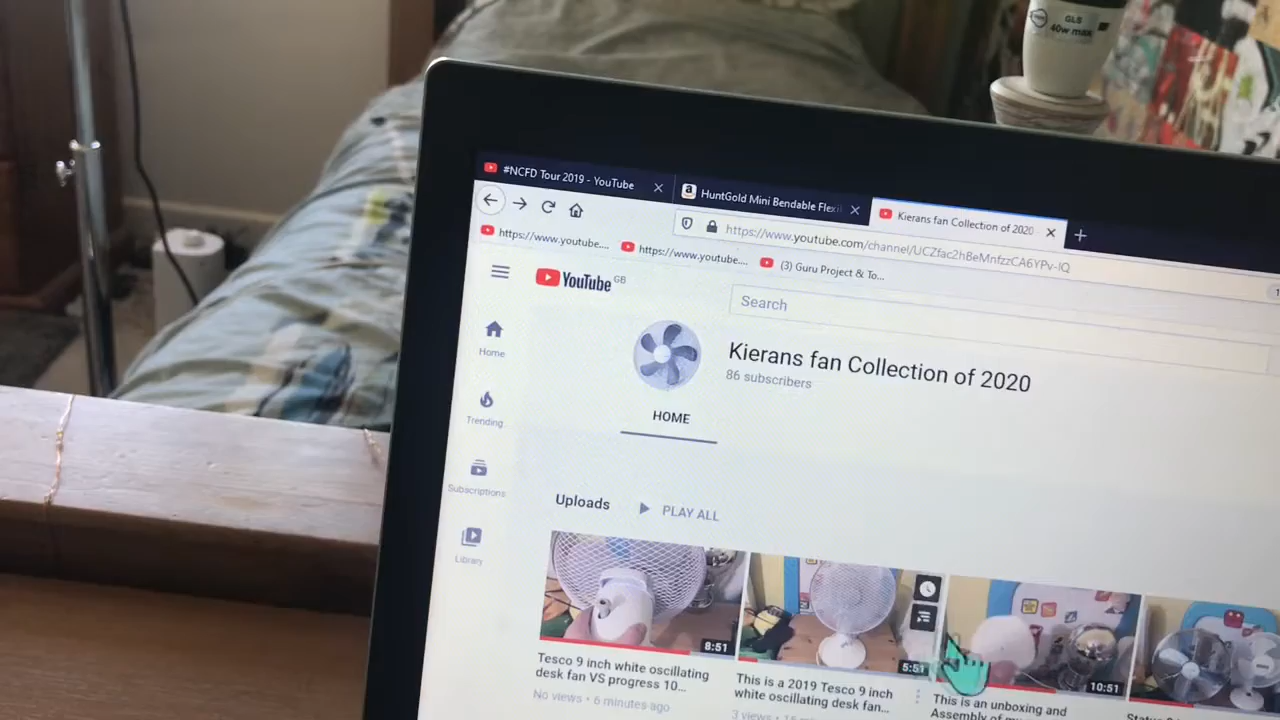 GLS
40w max
#NCFD Tour 2019 - YouTube
HuntGold Mini Bendable Flexi
Kierans fan Collection of 2020
https://www.youtube.com/channel/UCZfac2hBeMnfzzCA6YPv-IQ
https://www.youtube....
https://www.youtube....
(3) Guru Project & To...
YouTube GB
Search
Home
Trending
Subscriptions
Library
Kierans fan Collection of 2020
86 subscribers
HOME
Uploads
PLAY ALL
8:51
5:51
10:51
Tesco 9 inch white oscillating
desk fan VS progress 10...
No views • 6 minutes ago
This is a 2019 Tesco 9 inch
white oscillating desk fan...
3 views
This is an unboxing and
Assembly of